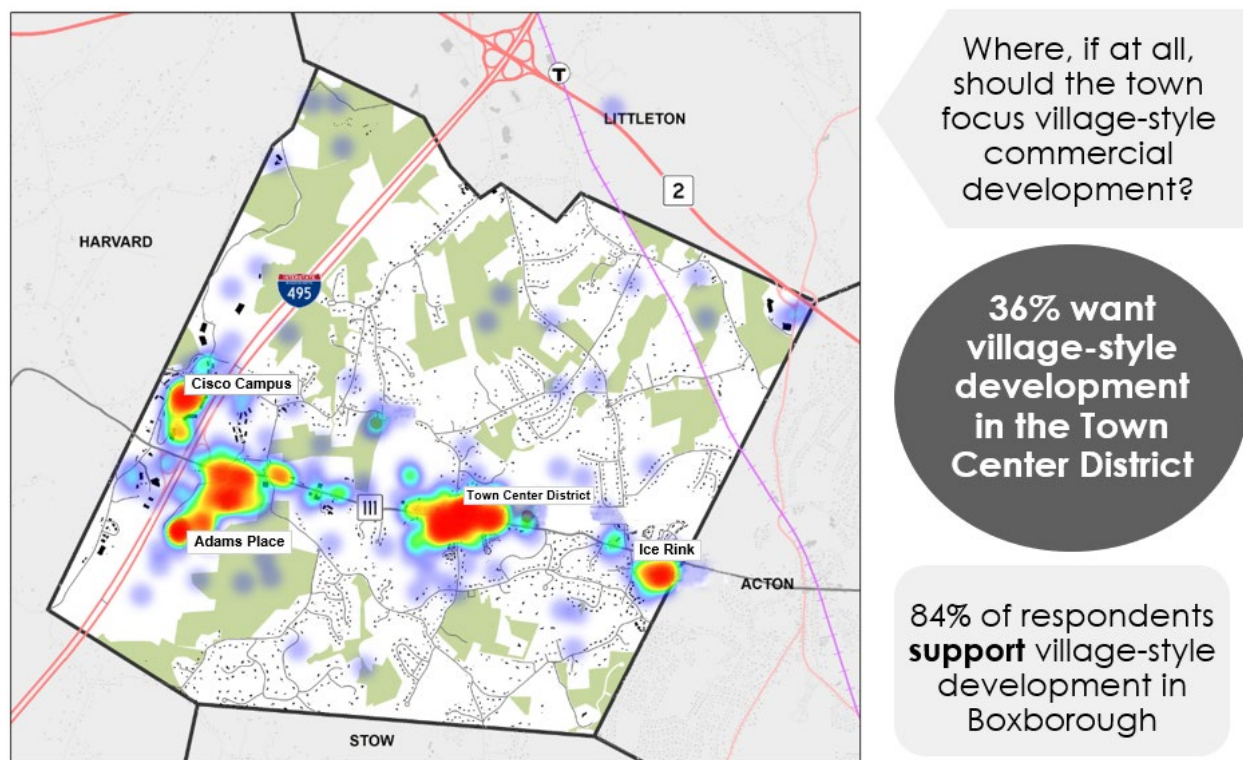 T
LITTLETON
2
HARVARD
INTERSTATE
495
Cisco Campus
Town Center District
111
Adams Place
Ice Rink
ACTON
STOW
Where, if at all,
should the town
focus village-style
commercial
development?
36% want
village-style
development
in the Town
Center District
84% of respondents
support village-style
development in
Boxborough